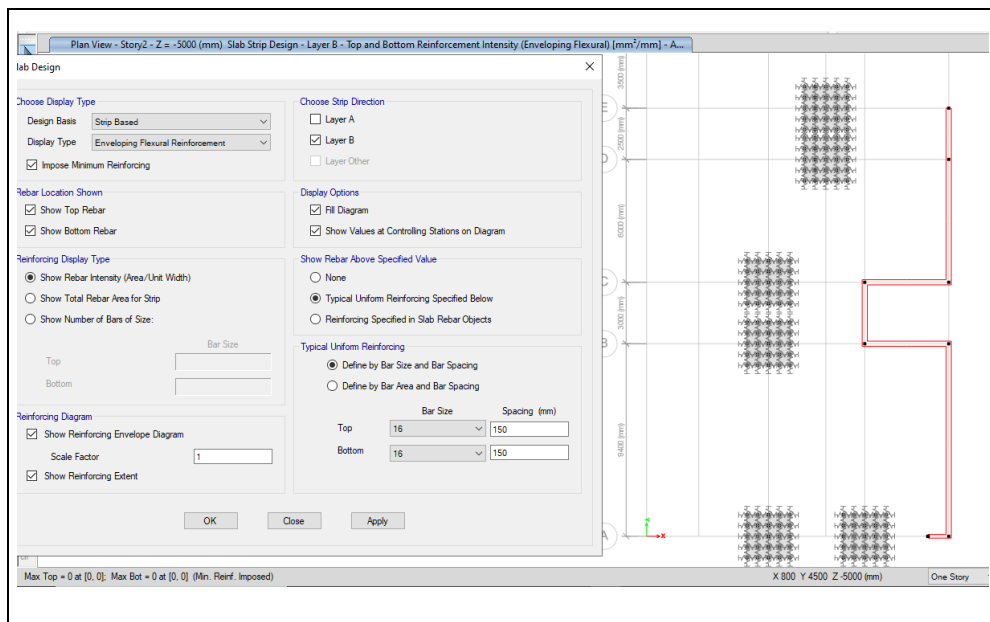 Plan View - Story2 - Z = -5000 (mm) Slab Strip Design - Layer B - Top and Bottom Reinforcement Intensity (Enveloping Flexural) [mm²/mm] - A...
lab Design
Choose Display Type
Design Basis Strip Based
Display Type Enveloping Flexural Reinforcement
Impose Minimum Reinforcing
Choose Strip Direction
Layer A
Layer B
Layer Other
Rebar Location Shown
Show Top Rebar
Show Bottom Rebar
Display Options
Fill Diagram
Show Values at Controlling Stations on Diagram
Reinforcing Display Type
Show Rebar Intensity (Area/Unit Width)
Show Total Rebar Area for Strip
Show Number of Bars of Size:
Bar Size
Top
Bottom
Show Rebar Above Specified Value
None
Typical Uniform Reinforcing Specified Below
Reinforcing Specified in Slab Rebar Objects
Typical Uniform Reinforcing
Define by Bar Size and Bar Spacing
Define by Bar Area and Bar Spacing
Bar Size Spacing (mm)
Top 16 150
Bottom 16 150
Reinforcing Diagram
Show Reinforcing Envelope Diagram
Scale Factor 1
Show Reinforcing Extent
OK Close Apply
3500 (mm)
E
2500 (mm)
D
6000 (mm)
C
3000 (mm)
B
9400 (mm)
A
Y
X
Max Top = 0 at [0, 0]; Max Bot = 0 at [0, 0] (Min. Reinf. Imposed)
X 800 Y 4500 Z -5000 (mm)
One Story